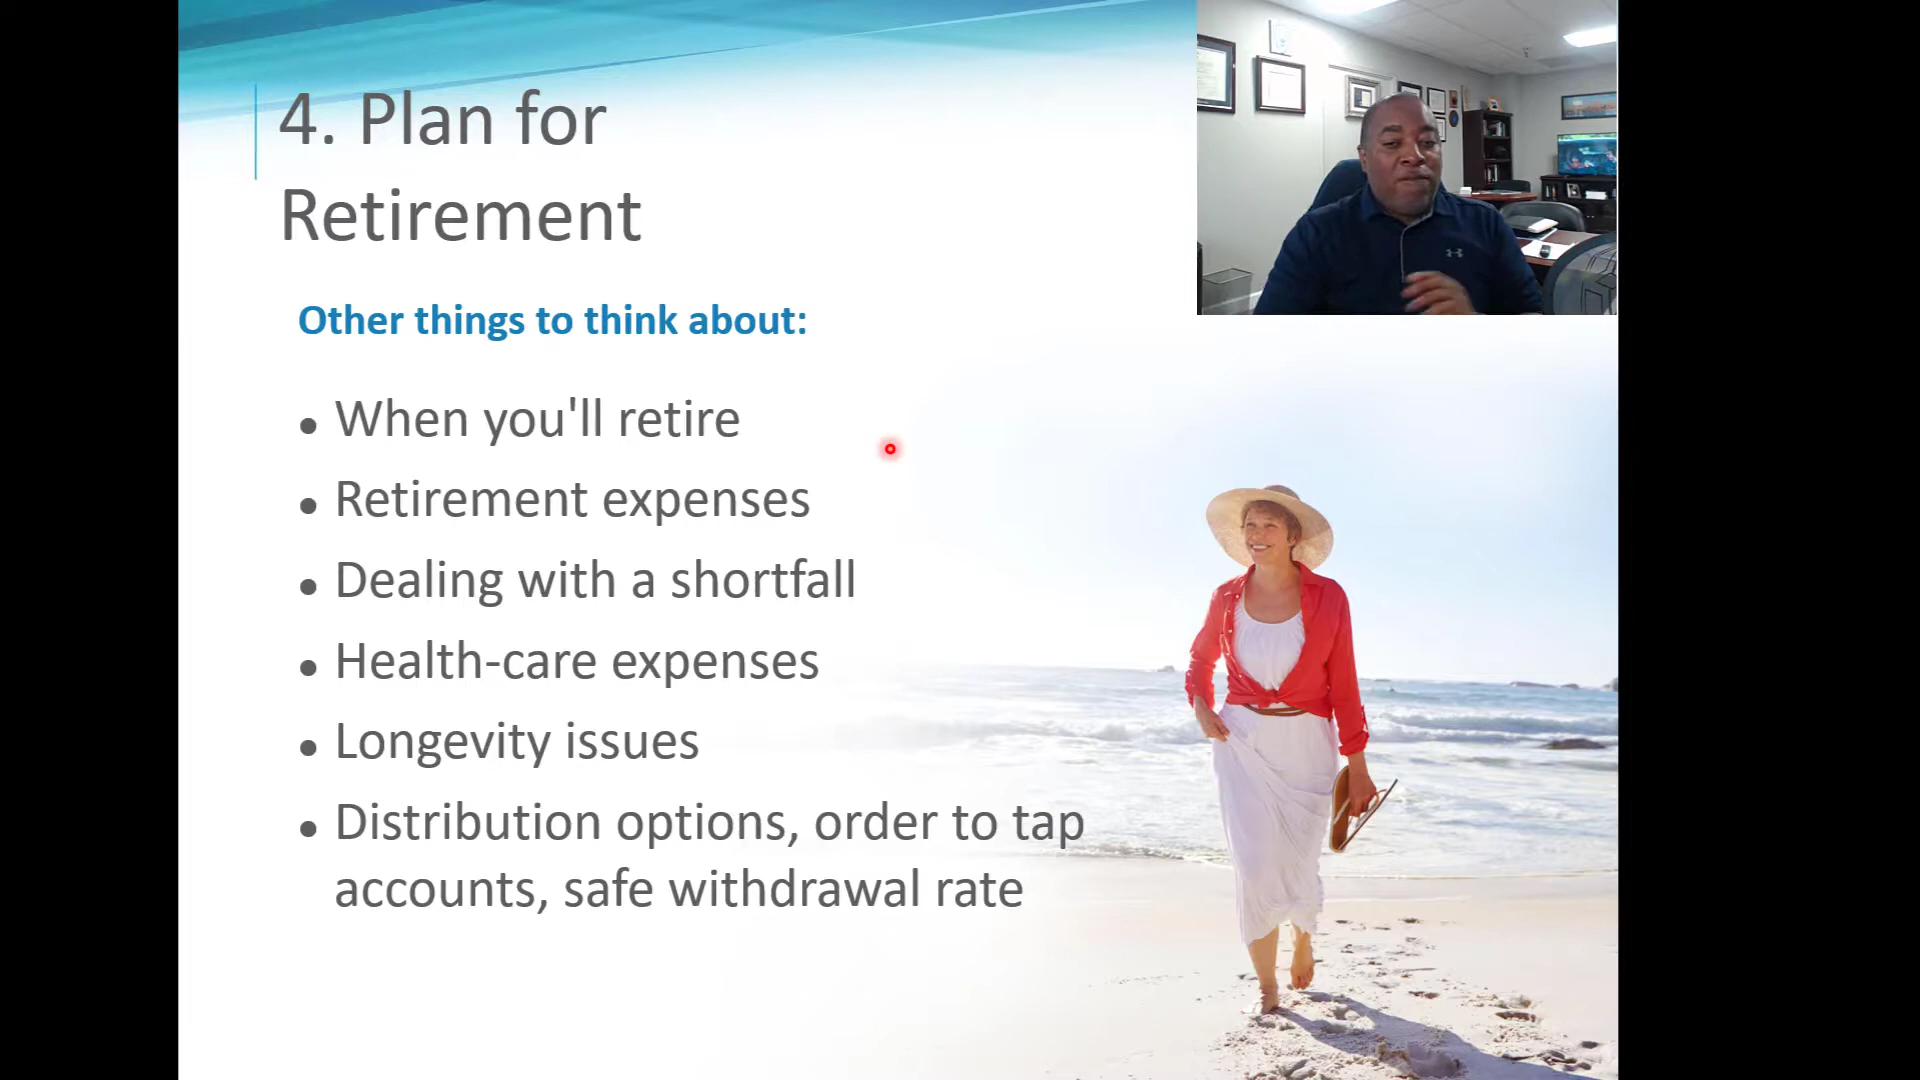 4. Plan for
Retirement
Other things to think about:
• When you'll retire
• Retirement expenses
• Dealing with a shortfall
• Health-care expenses
• Longevity issues
• Distribution options, order to tap
accounts, safe withdrawal rate